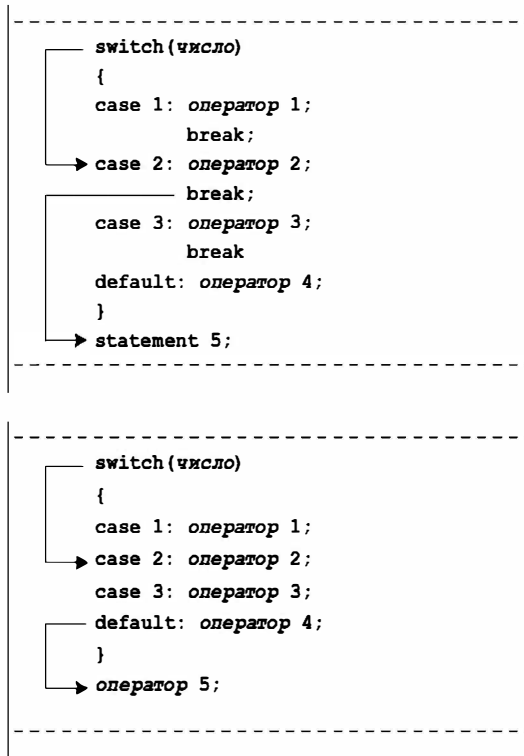 switch(число)
{
case 1: оператор 1;
break;
case 2: оператор 2;
break;
case 3: оператор 3;
break
default: оператор 4;
}
statement 5;
switch(число)
{
case 1: оператор 1;
case 2: оператор 2;
case 3: оператор 3;
default: оператор 4;
}
оператор 5;